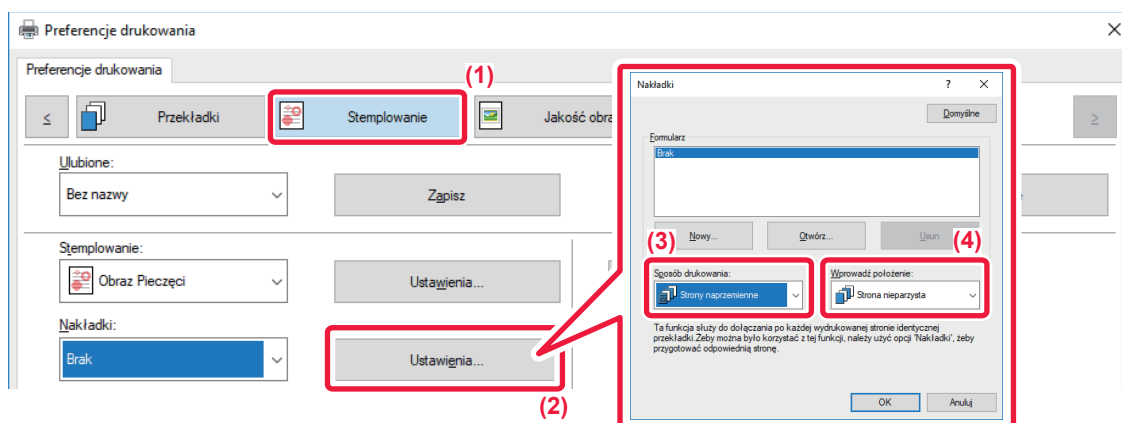 Preferencje drukowania
Preferencje drukowania
(1)
<
Przekładki
Stemplowanie
Jakość obra
>
Ulubione:
Bez nazwy
Zapisz
Stemplowanie:
Obraz Pieczęci
Ustawienia...
Nakładki:
Brak
Ustawienia...
(2)
Nakładki
?
Domyślne
Formularz
Brak
Nowy...
Otwórz...
Usun
(3)
(4)
Sposób drukowania:
Strony naprzemienne
Wprowadź położenie:
Strona nieparzysta
Ta funkcja służy do dołączania po każdej wydrukowanej stronie identycznej
przekładki.Żeby można było korzystać z tej funkcji, należy użyć opcji 'Nakładki', żeby
przygotować odpowiednią stronę.
OK
Anuluj